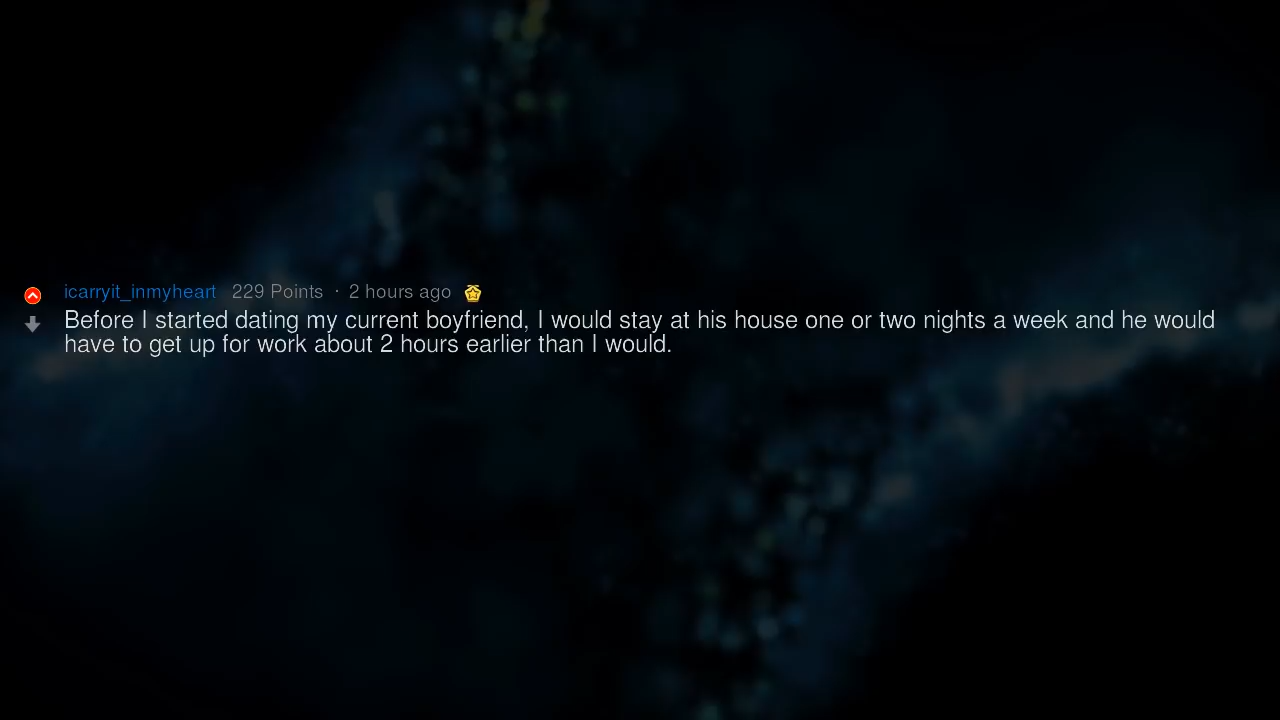 icarryit_inmyheart 229 Points · 2 hours ago
Before I started dating my current boyfriend, I would stay at his house one or two nights a week and he would
have to get up for work about 2 hours earlier than I would.